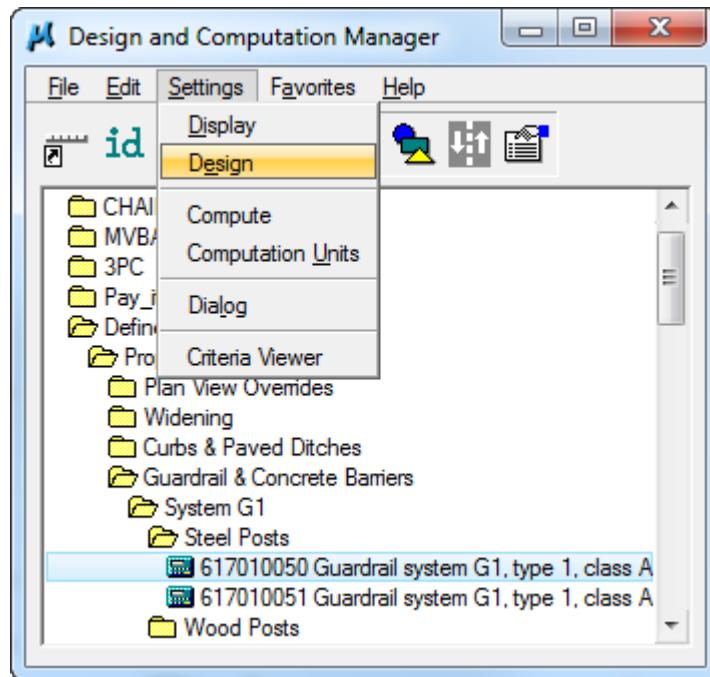 Design and Computation Manager
File Edit Settings Favorites Help
id
Display
Design
Compute
Computation Units
Dialog
Criteria Viewer
CHAI
MVBA
3PC
Pay_i
Define
Pro
Plan View Overrides
Widening
Curbs & Paved Ditches
Guardrail & Concrete Barriers
System G1
Steel Posts
617010050 Guardrail system G1, type 1, class A
617010051 Guardrail system G1, type 1, class A
Wood Posts